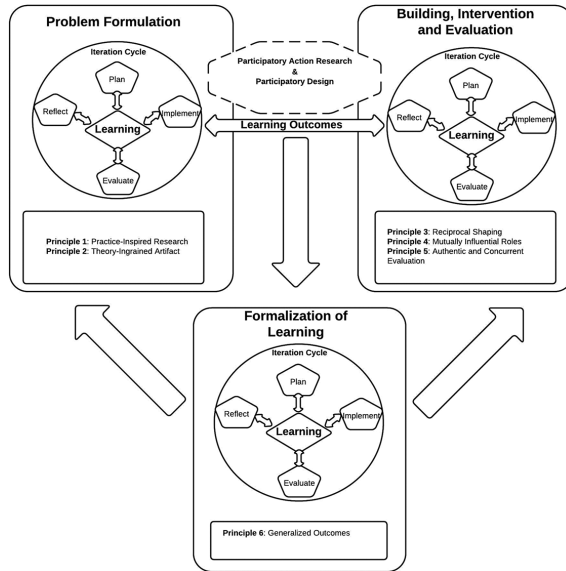 Problem Formulation
Iteration Cycle
Plan
Reflect
Implement
Learning
Evaluate
Principle 1: Practice-Inspired Research
Principle 2: Theory-Ingrained Artifact
Participatory Action Research
&
Participatory Design
Learning Outcomes
Building, Intervention
and Evaluation
Iteration Cycle
Plan
Reflect
Implement
Learning
Evaluate
Principle 3: Reciprocal Shaping
Principle 4: Mutually Influential Roles
Principle 5: Authentic and Concurrent
Evaluation
Formalization of
Learning
Iteration Cycle
Plan
Reflect
Implement
Learning
Evaluate
Principle 6: Generalized Outcomes